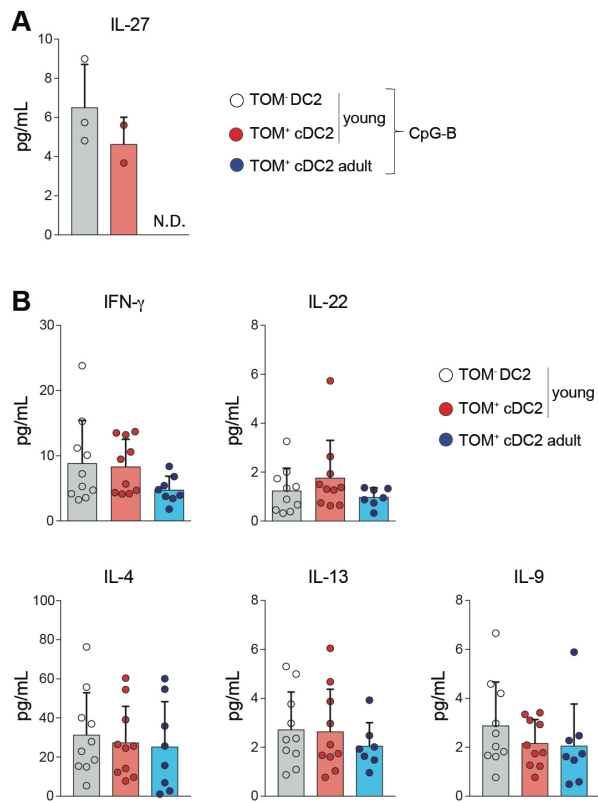 A
IL-27
pg/mL
10
8
6
4
2
0
N.D.
TOM- DC2
TOM+ cDC2
TOM+ cDC2 adult
young
CpG-B
B
IFN-γ
pg/mL
30
20
10
0
IL-22
pg/mL
8
6
4
2
0
TOM- DC2
TOM+ cDC2
TOM+ cDC2 adult
young
IL-4
pg/mL
100
80
60
40
20
0
IL-13
pg/mL
8
6
4
2
0
IL-9
pg/mL
8
6
4
2
0